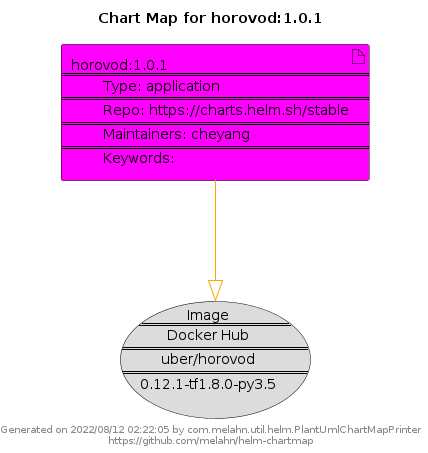 Chart Map for horovod:1.0.1
horovod:1.0.1
Type: application
Repo: https://charts.helm.sh/stable
Maintainers: cheyang
Keywords:
Image
Docker Hub
uber/horovod
0.12.1-tf1.8.0-py3.5
Generated on 2022/08/12 02:22:05 by com.melahn.util.helm.PlantUmlChartMapPrinter
https://github.com/melahn/helm-chartmap